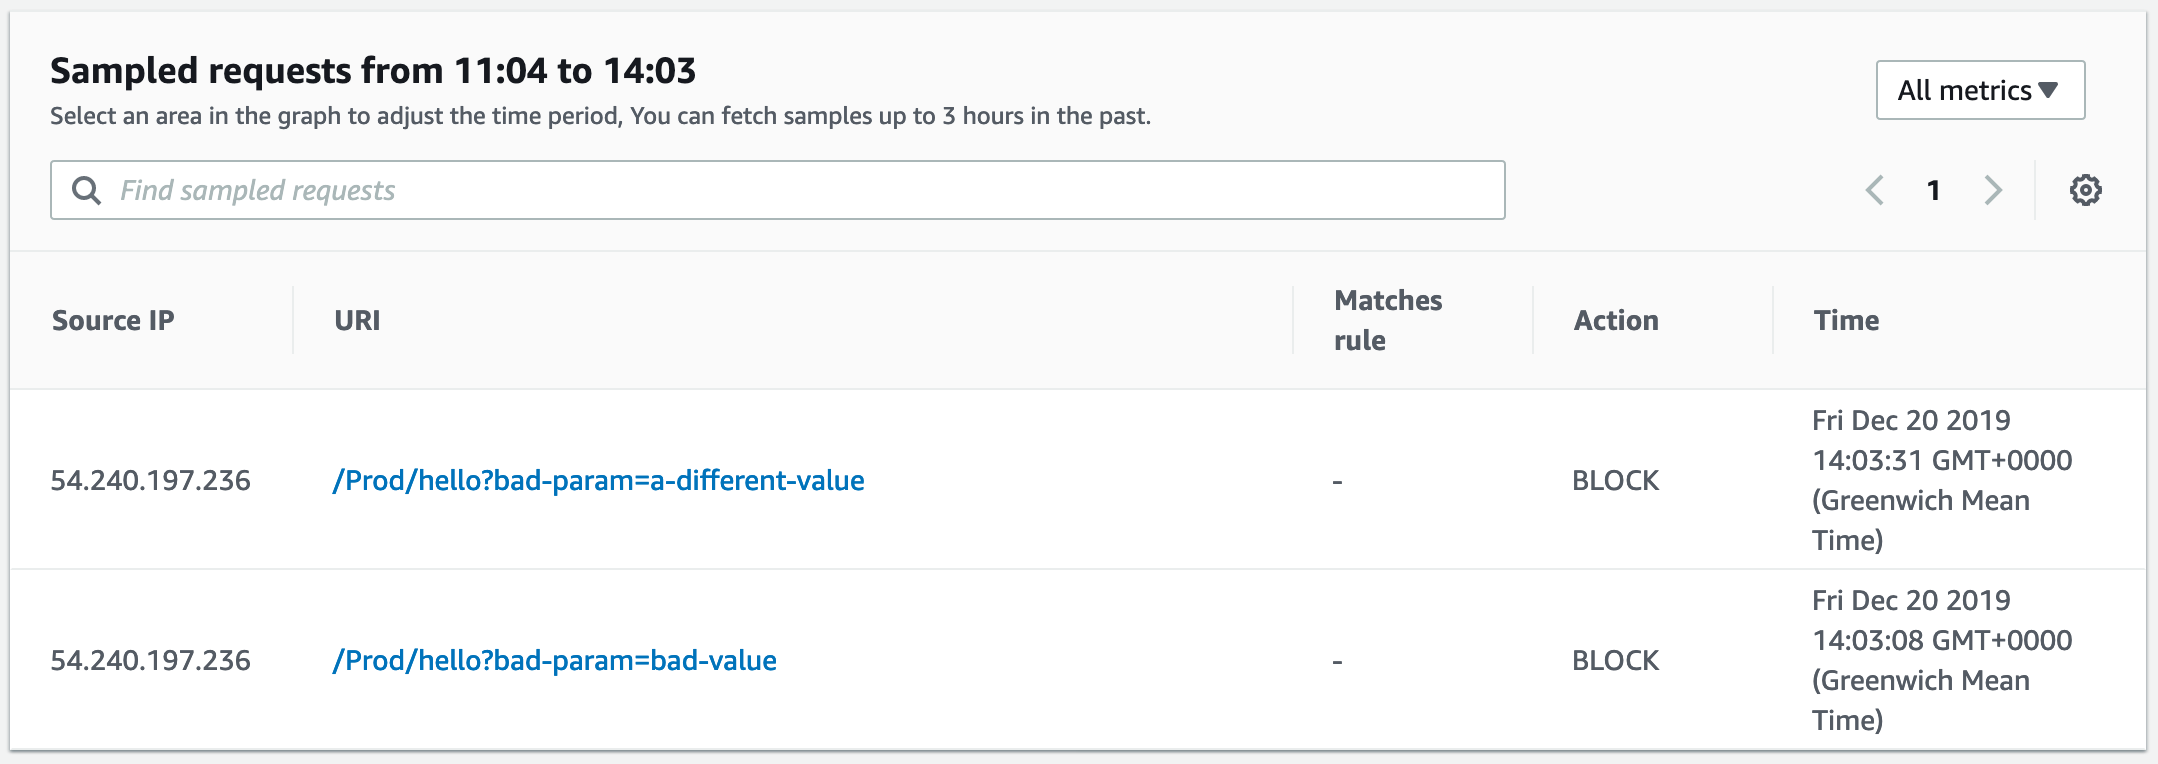 Sampled requests from 11:04 to 14:03
All metrics
Select an area in the graph to adjust the time period, You can fetch samples up to 3 hours in the past.
Find sampled requests
1
Source IP
URI
Matches
rule
Action
Time
54.240.197.236
/Prod/hello?bad-param=a-different-value
-
BLOCK
Fri Dec 20 2019
14:03:31 GMT+0000
(Greenwich Mean
Time)
54.240.197.236
/Prod/hello?bad-param=bad-value
-
BLOCK
Fri Dec 20 2019
14:03:08 GMT+0000
(Greenwich Mean
Time)